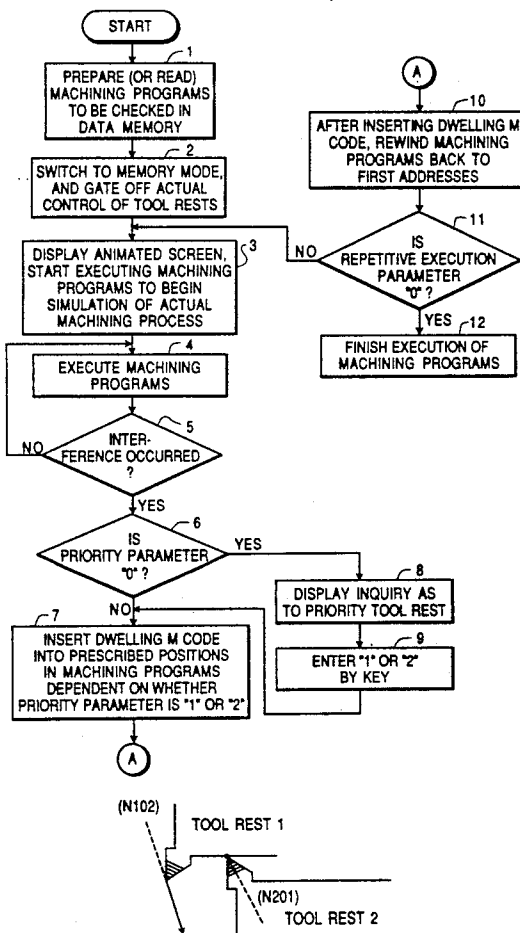 START
1
PREPARE (OR READ)
MACHINING PROGRAMS
TO BE CHECKED IN
DATA MEMORY
2
SWITCH TO MEMORY MODE,
AND GATE OFF ACTUAL
CONTROL OF TOOL RESTS
3
DISPLAY ANIMATED SCREEN,
START EXECUTING MACHINING
PROGRAMS TO BEGIN
SIMULATION OF ACTUAL
MACHINING PROCESS
4
EXECUTE MACHINING
PROGRAMS
5
NO
INTER-
FERENCE OCCURRED
?
YES
6
IS
PRIORITY PARAMETER
"0" ?
YES
NO
7
INSERT DWELLING M CODE
INTO PRESCRIBED POSITIONS
IN MACHINING PROGRAMS
DEPENDENT ON WHETHER
PRIORITY PARAMETER IS "1" OR "2"
A
8
DISPLAY INQUIRY AS
TO PRIORITY TOOL REST
9
ENTER "1" OR "2"
BY KEY
A
10
AFTER INSERTING DWELLING M
CODE, REWIND MACHINING
PROGRAMS BACK TO
FIRST ADDRESSES
11
NO
IS
REPETITIVE EXECUTION
PARAMETER
"0" ?
YES
12
FINISH EXECUTION OF
MACHINING PROGRAMS
(N102)
TOOL REST 1
(N201)
TOOL REST 2